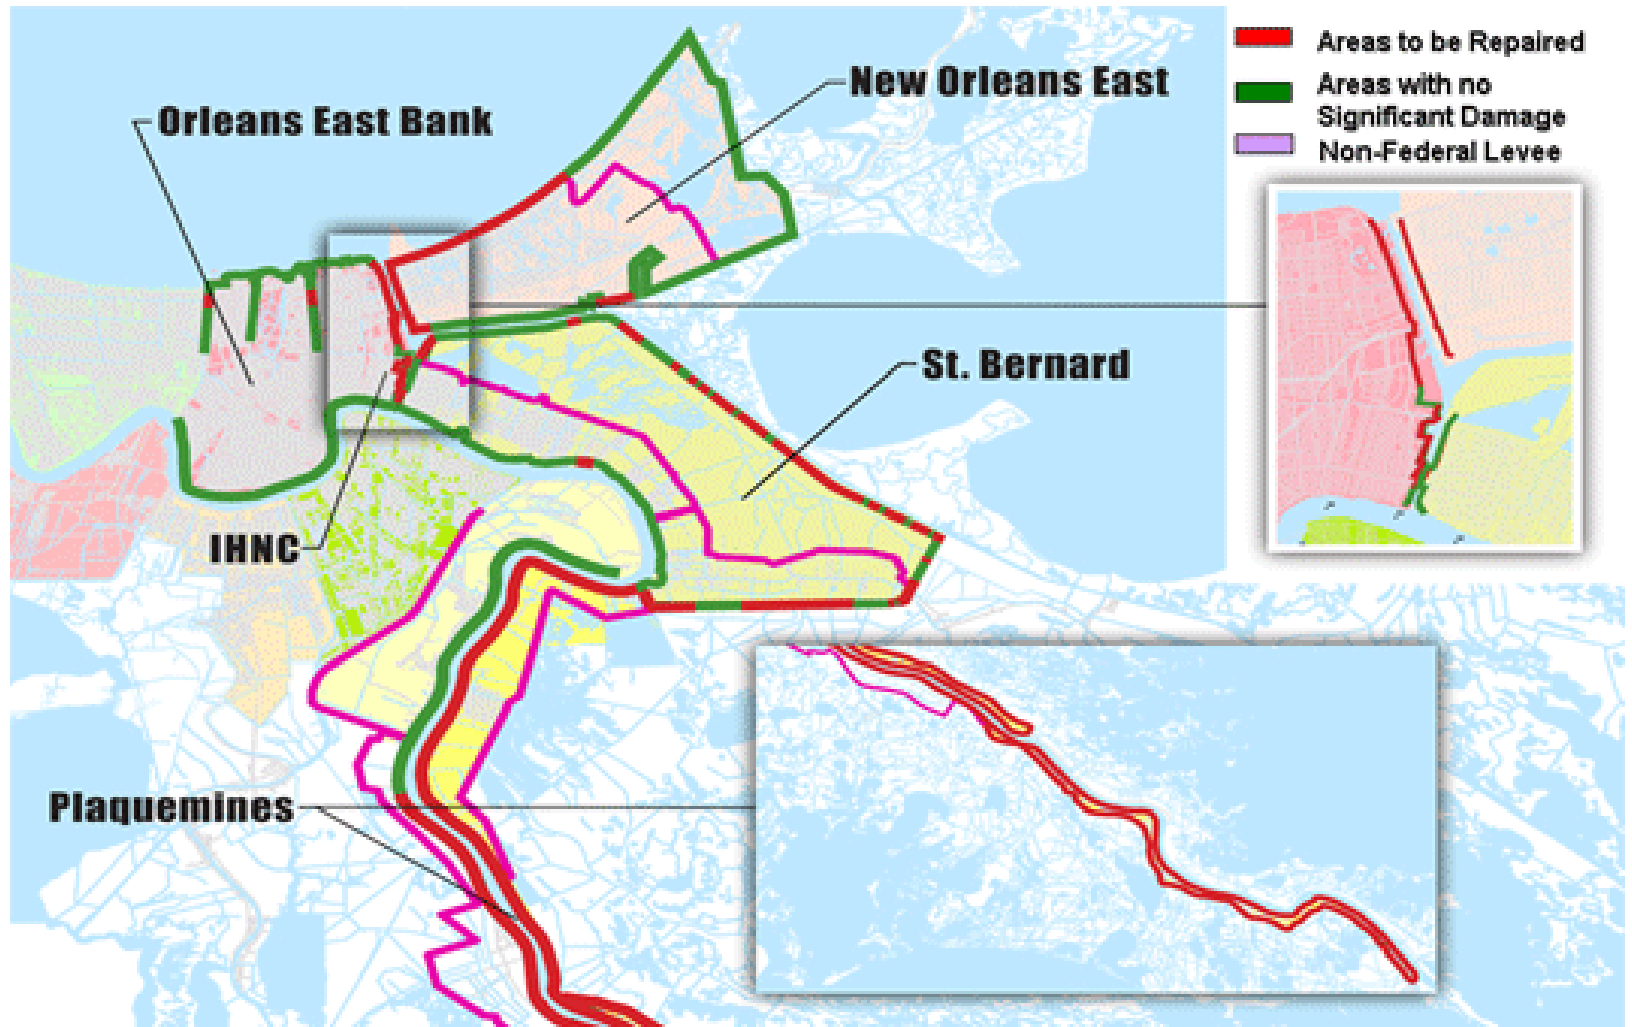 New Orleans East
Orleans East Bank
St. Bernard
IHNC
Plaquemines
Areas to be Repaired
Areas with no
Significant Damage
Non-Federal Levee